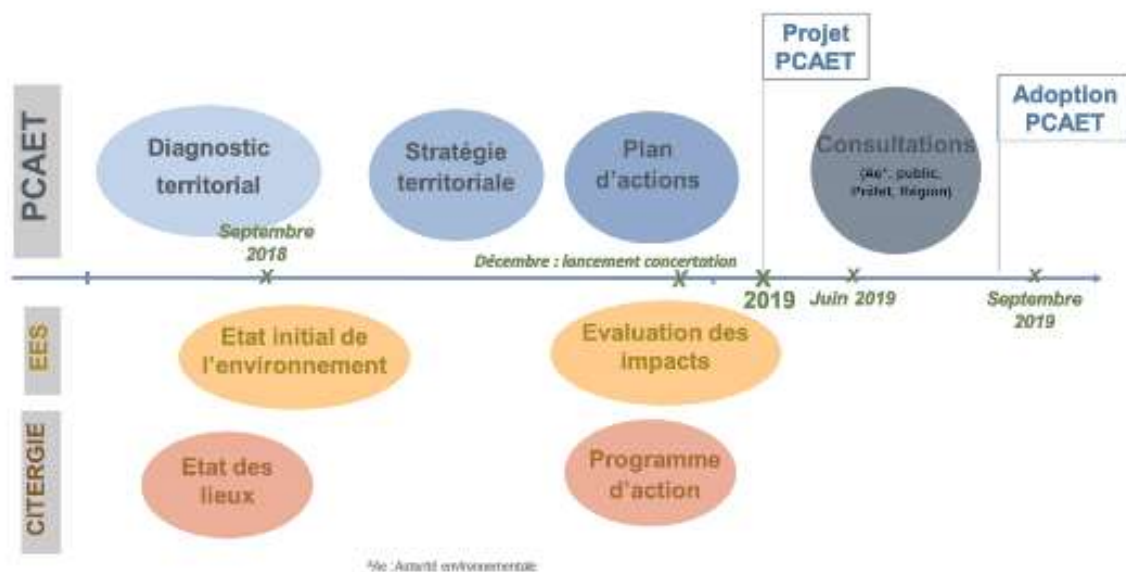 Projet
PCAET
Adoption
PCAET
PCAET
Diagnostic
territorial
Stratégie
territoriale
Plan
d'actions
Consultations
(Ae*, public,
Préfet, Région)
Septembre
2018
Décembre : lancement concertation
2019
Juin 2019
Septembre
2019
EES
Etat initial de
l'environnement
Evaluation des
impacts
CITERGIE
Etat des
lieux
Programme
d'action
*Ae : Autorité environnementale